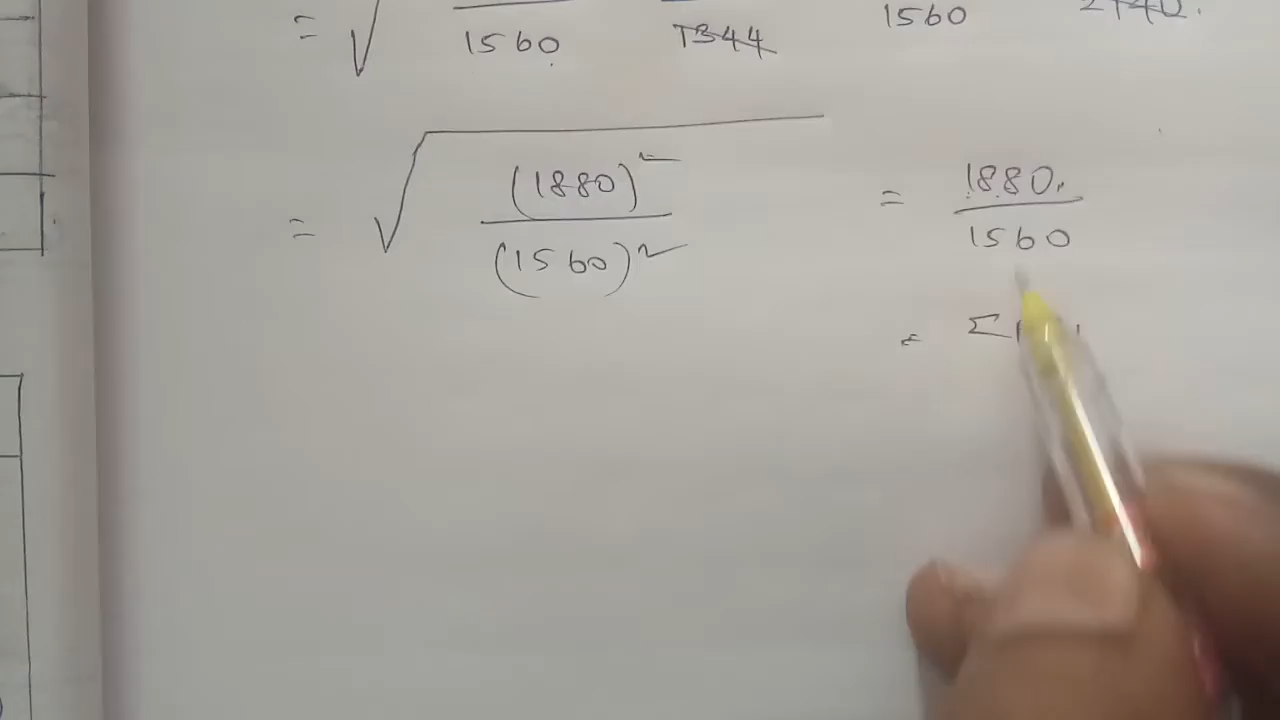 = √ 1560 1344 1560
= √ (1880)² / (1560)² = 1880. / 1560
= Σ